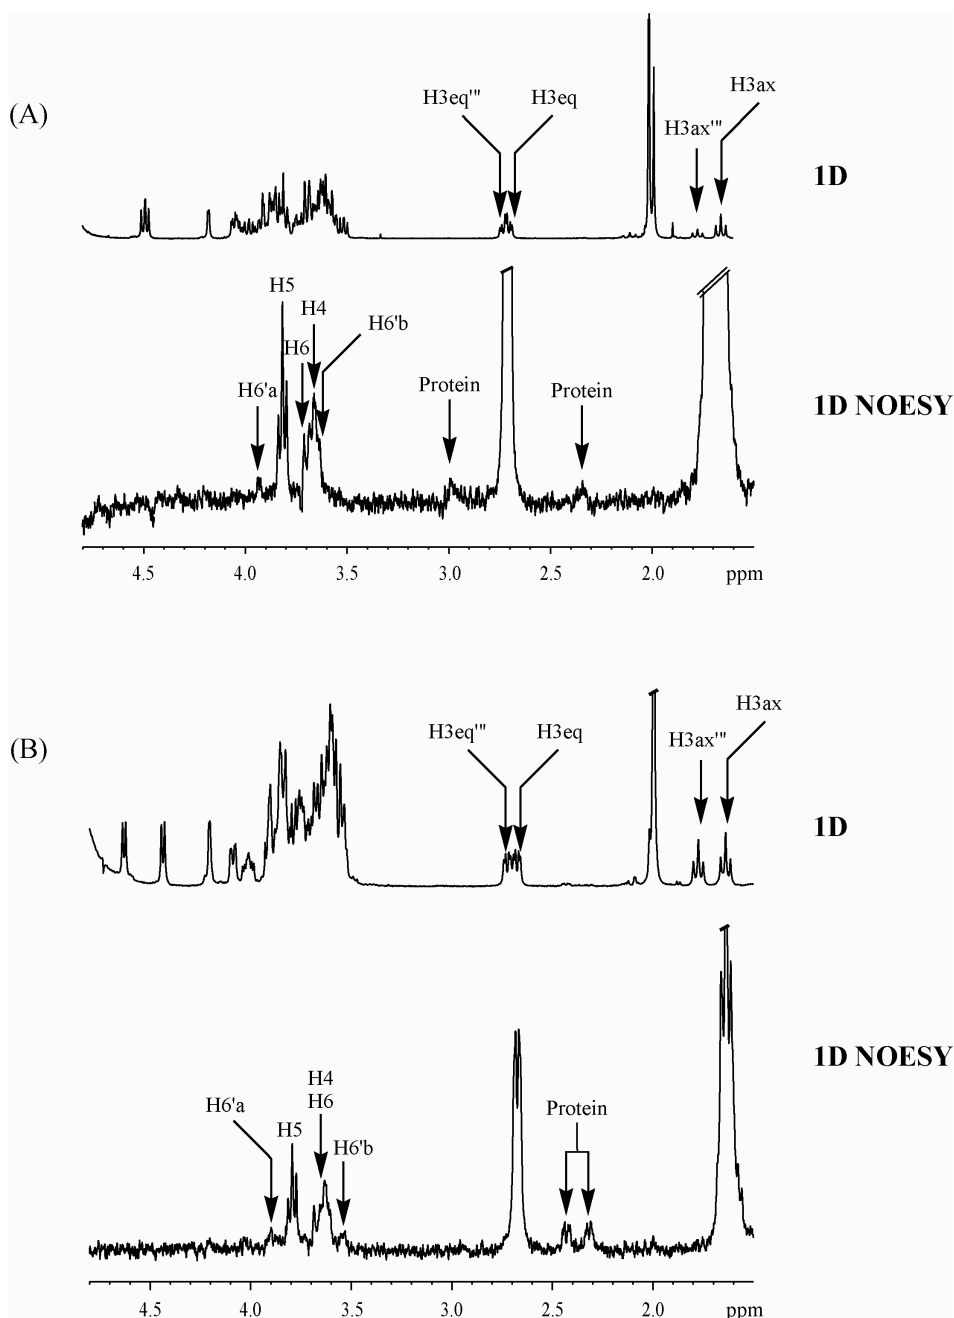 (A)
H3eq''' H3eq
H3ax
H3ax'''
1D
H5
H4
H6
H6'b
H6'a
Protein
Protein
1D NOESY
4.5 4.0 3.5 3.0 2.5 2.0 ppm
(B)
H3eq''' H3eq
H3ax
H3ax'''
1D
1D NOESY
H4
H6
H6'a
H5
H6'b
Protein
4.5 4.0 3.5 3.0 2.5 2.0 ppm